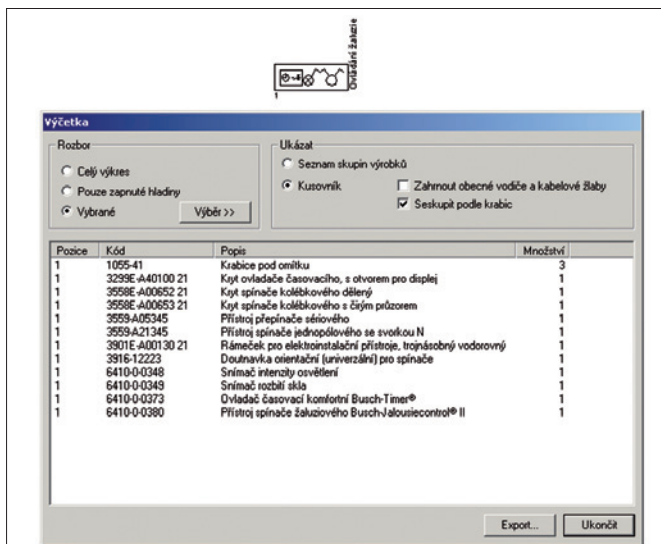 Ovládání žaluzie
1
Výčetka
Rozbor
Celý výkres
Pouze zapnuté hladiny
Vybrané
Výběr >>
Ukázat
Seznam skupin výrobků
Kusovník
Zahrnout obecné vodiče a kabelové žlaby
Seskupit podle krabic
Pozice Kód Popis Množství
1 1055-41 Krabice pod omítku 3
1 3299E-A40100 21 Kryt ovladače časovacího, s otvorem pro displej 1
1 3558E-A00652 21 Kryt spínače kolébkového dělený 1
1 3558E-A00653 21 Kryt spínače kolébkového s čirým průzorem 1
1 3559-A05345 Přístroj přepínače sériového 1
1 3559-A21345 Přístroj spínače jednopólového se svorkou N 1
1 3901E-A00130 21 Rámeček pro elektroinstalační přístroje, trojnásobný vodorovný 1
1 3916-12223 Doutnavka orientační (univerzální) pro spínače 1
1 6410-0-0348 Snímač intenzity osvětlení 1
1 6410-0-0349 Snímač rozbití skla 1
1 6410-0-0373 Ovladač časovací komfortní Busch-Timer® 1
1 6410-0-0380 Přístroj spínače žaluziového Busch-Jalousiecontrol® II 1
Export... Ukončit